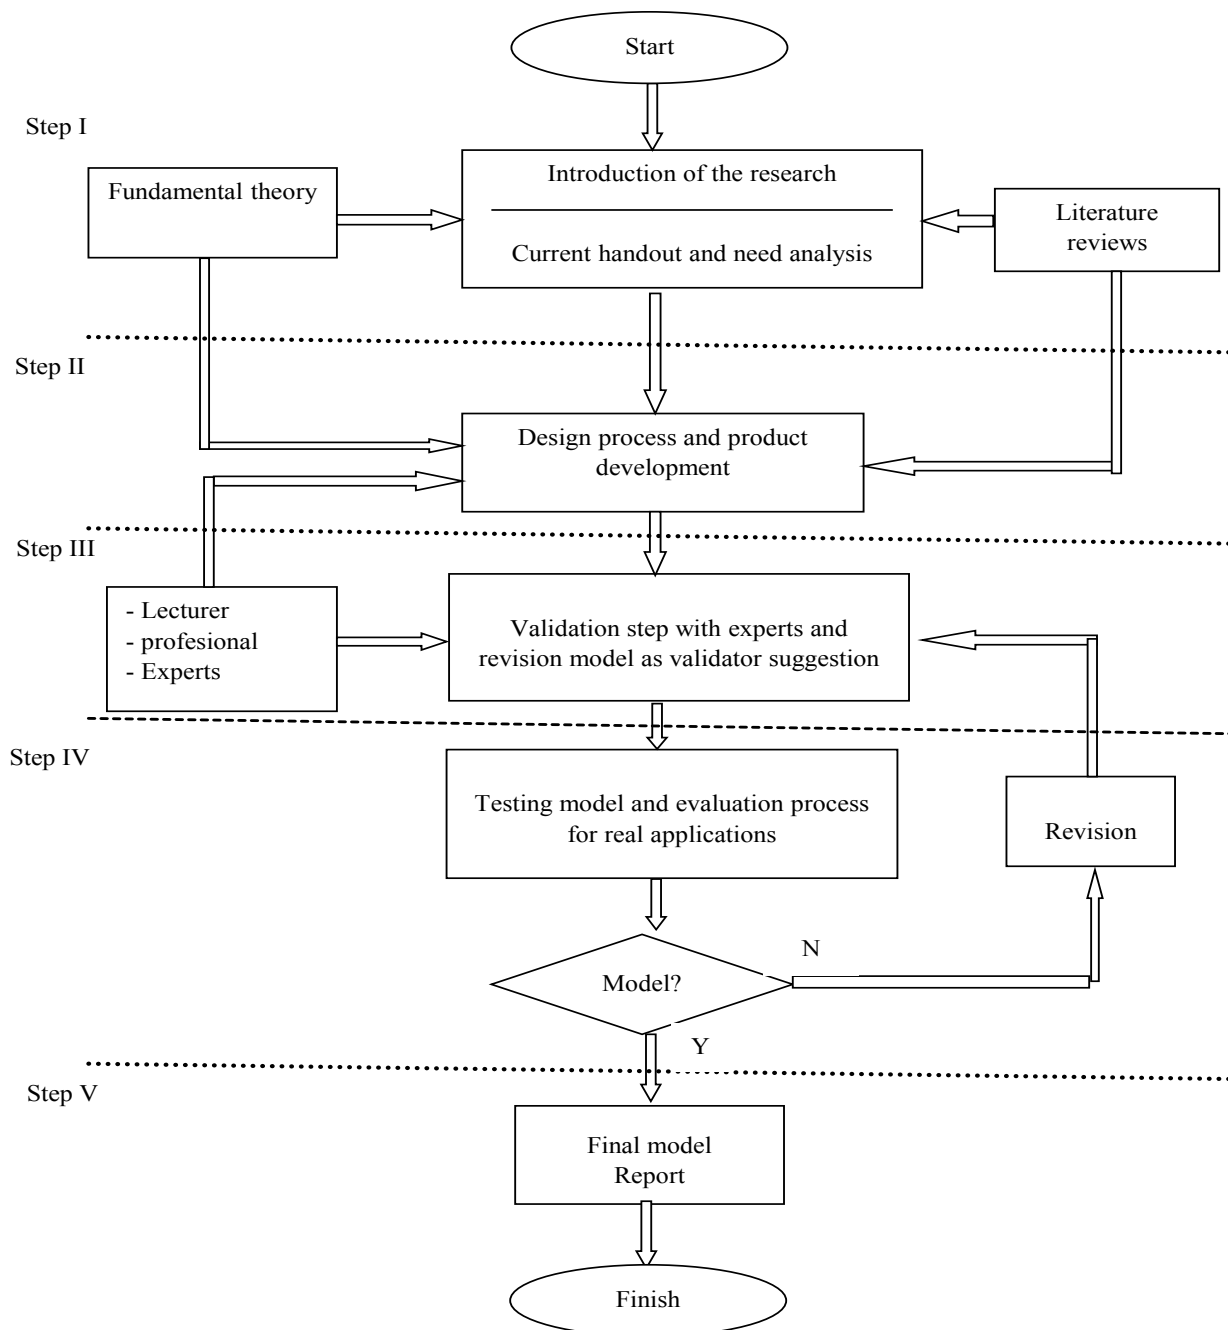 Start
Step I
Fundamental theory
Introduction of the research
Current handout and need analysis
Literature
reviews
Step II
Design process and product
development
Step III
- Lecturer
- profesional
- Experts
Validation step with experts and
revision model as validator suggestion
Step IV
Testing model and evaluation process
for real applications
Revision
Model?
N
Y
Step V
Final model
Report
Finish